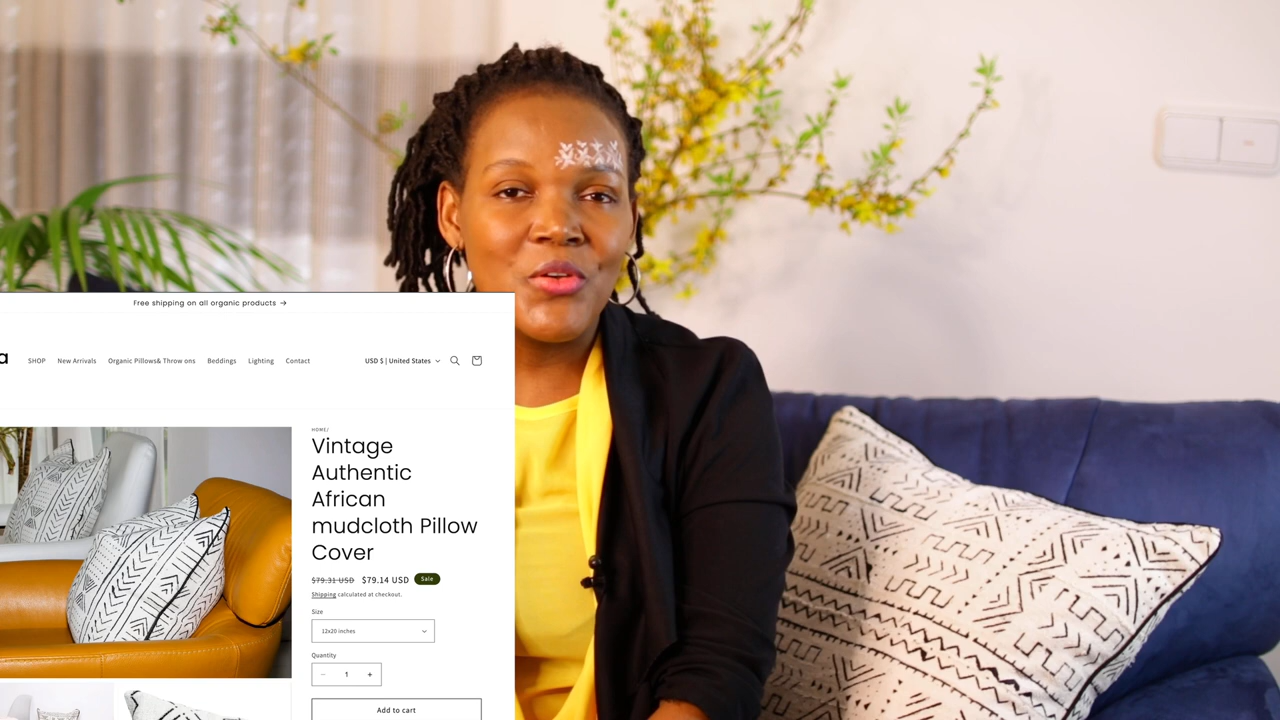 Free shipping on all organic products →
a
SHOP New Arrivals Organic Pillows& Throw ons Beddings Lighting Contact USD $ | United States
HOME/
Vintage
Authentic
African
mudcloth Pillow
Cover
$79.31 USD $79.14 USD Sale
Shipping calculated at checkout.
Size
12x20 inches
Quantity
− 1 +
Add to cart